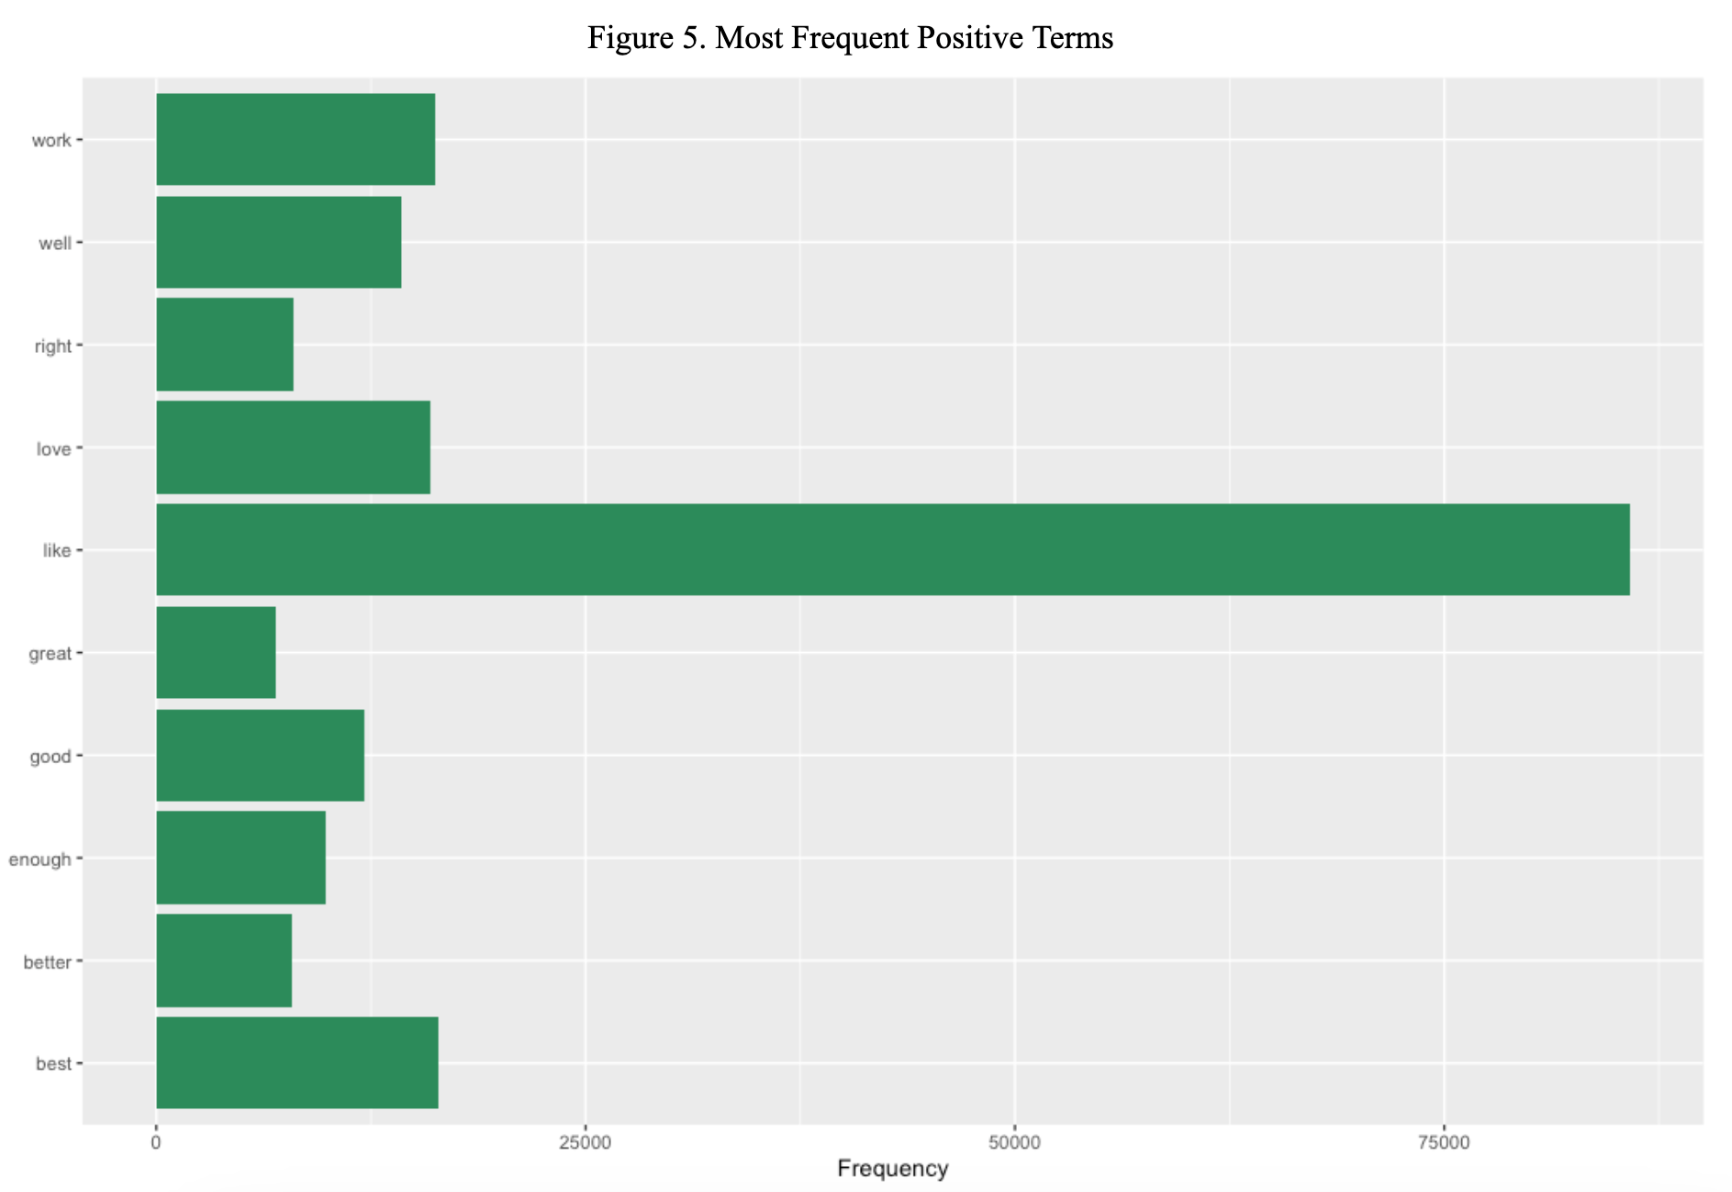 Figure 5. Most Frequent Positive Terms
work
well
right
love
like
great
good
enough
better
best
0 25000 50000 75000
Frequency